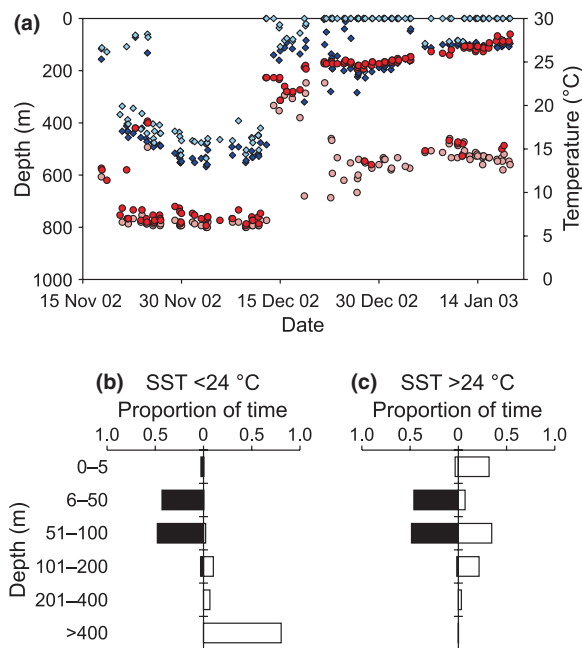 (a)
0
200
400
600
800
1000
Depth (m)
30
25
20
15
10
5
0
Temperature (°C)
15 Nov 02 30 Nov 02 15 Dec 02 30 Dec 02 14 Jan 03
Date
(b) SST <24 °C
Proportion of time
1.0 0.5 0 0.5 1.0
(c) SST >24 °C
Proportion of time
1.0 0.5 0 0.5 1.0
Depth (m)
0–5
6–50
51–100
101–200
201–400
>400